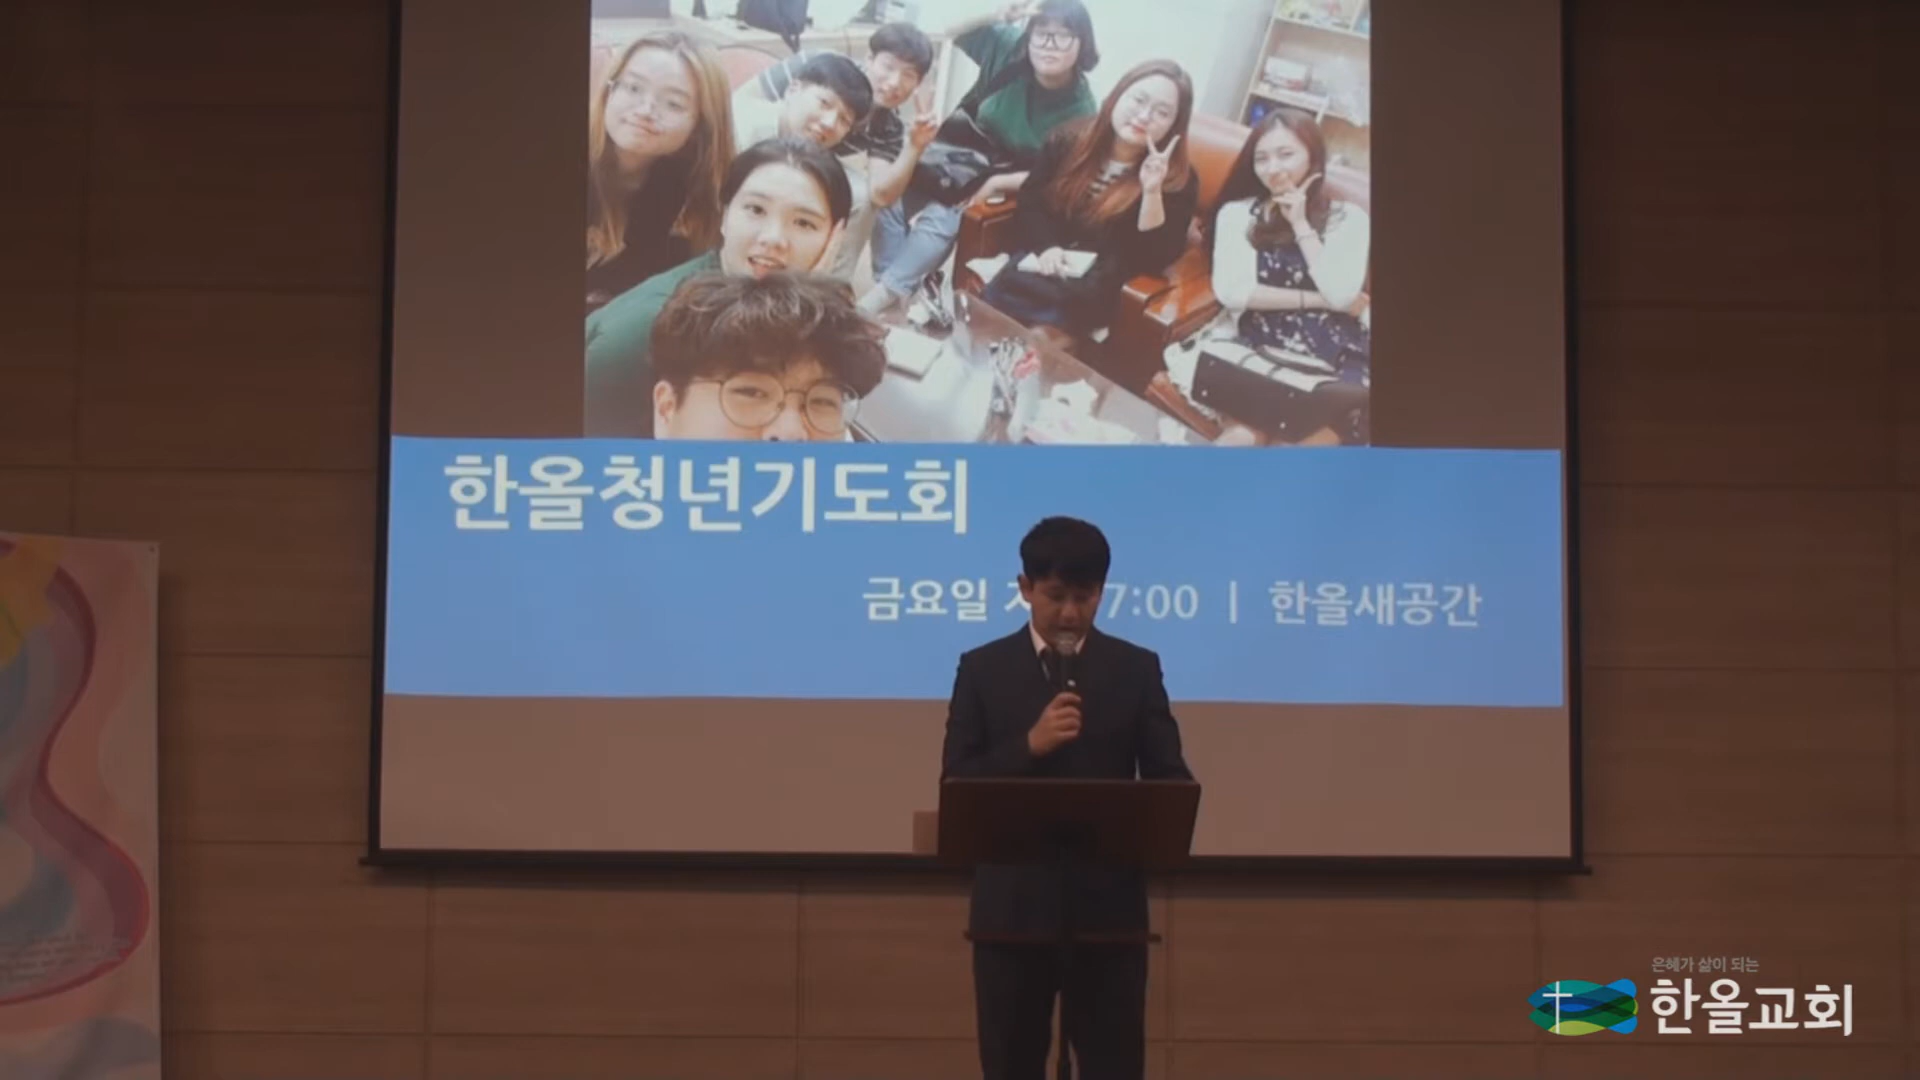 한올청년기도회
금요일 7:00 | 한올새공간
은혜가 삶이 되는
한올교회